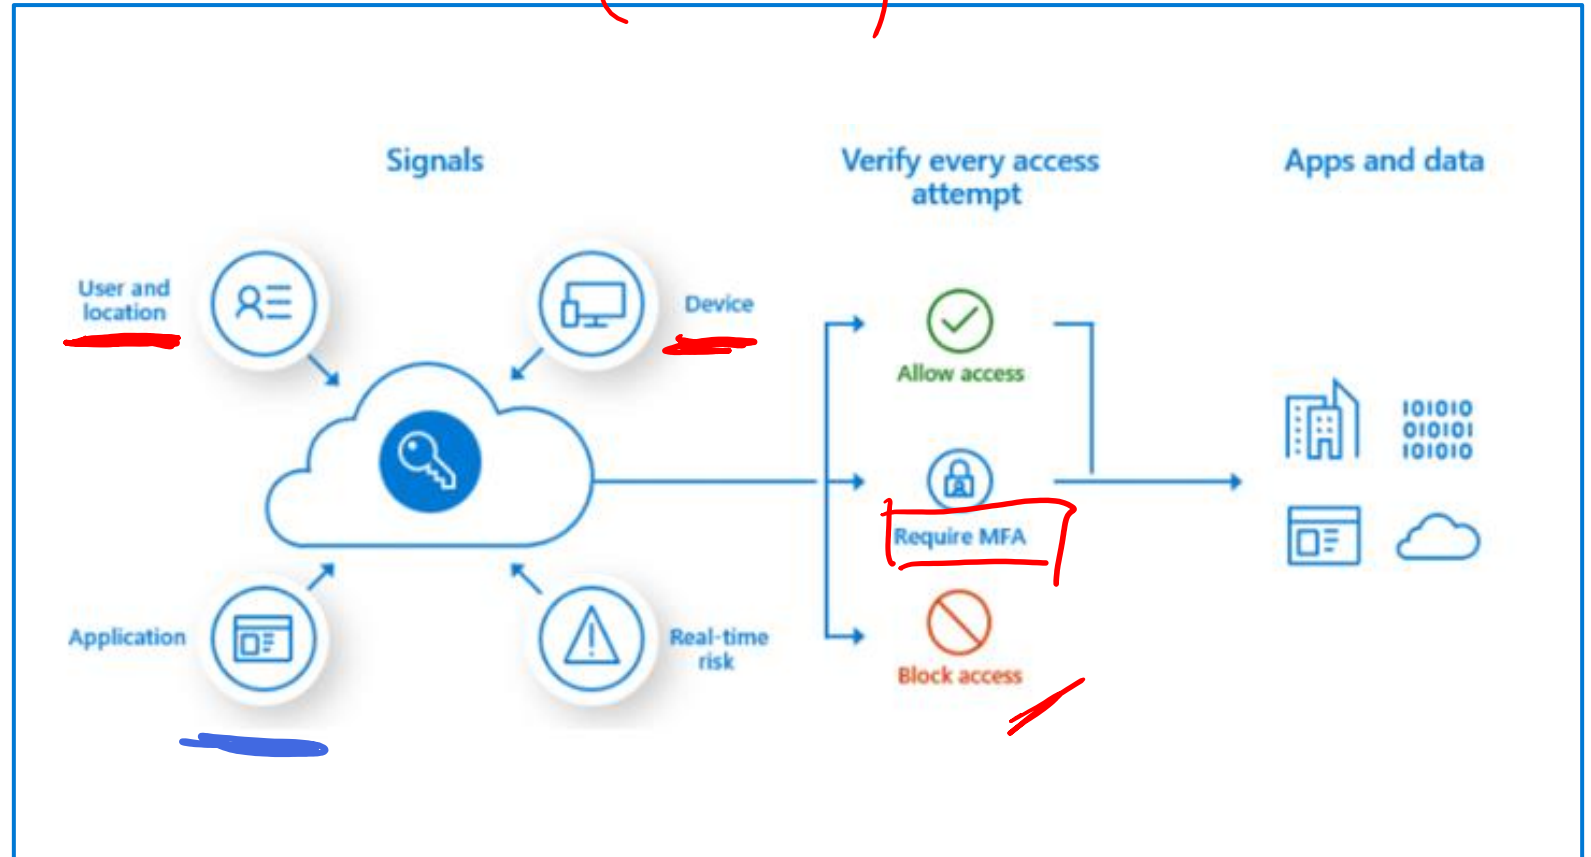 Signals
Verify every access
attempt
Apps and data
User and
location
Device
Allow access
101010
010101
101010
Require MFA
Application
Real-time
risk
Block access